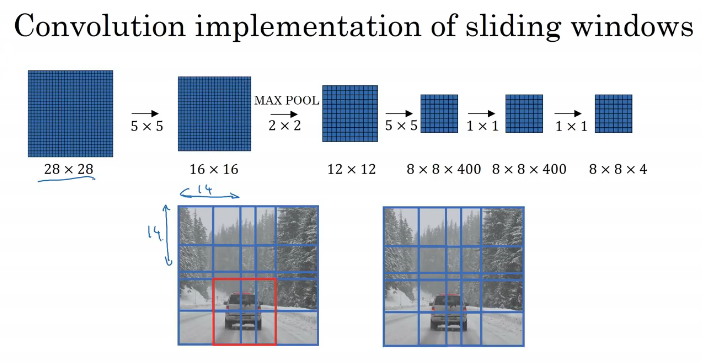 Convolution implementation of sliding windows
MAX POOL
5 × 5
2 × 2
5 × 5
1 × 1
1 × 1
28 × 28
16 × 16
12 × 12
8 × 8 × 400
8 × 8 × 400
8 × 8 × 4
14
14